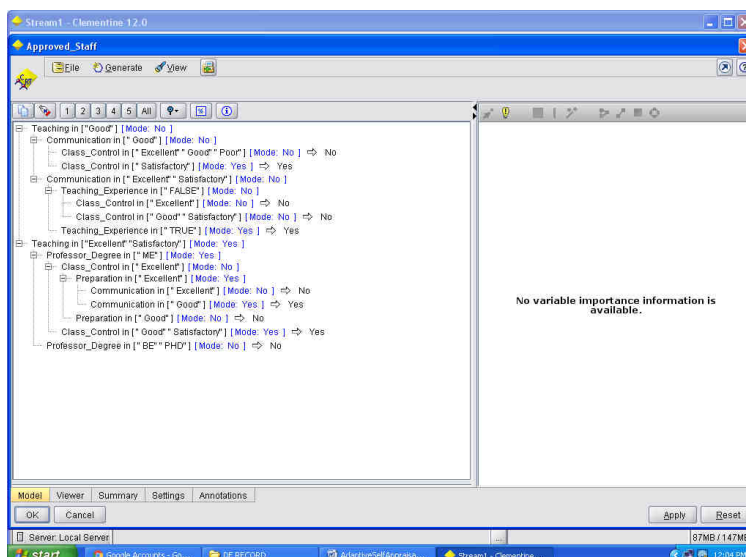 Stream1 - Clementine 12.0
Approved_Staff
File Generate View
1 2 3 4 5 All %
Teaching in ["Good"] [Mode: No ]
Communication in [" Good"] [Mode: No ]
Class_Control in [" Excellent" " Good" " Poor"] [Mode: No ] ⇨ No
Class_Control in [" Satisfactory"] [Mode: Yes ] ⇨ Yes
Communication in [" Excellent" " Satisfactory"] [Mode: No ]
Teaching_Experience in [" FALSE"] [Mode: No ]
Class_Control in [" Excellent"] [Mode: No ] ⇨ No
Class_Control in [" Good" " Satisfactory"] [Mode: No ] ⇨ No
Teaching_Experience in [" TRUE"] [Mode: Yes ] ⇨ Yes
Teaching in ["Excellent" "Satisfactory"] [Mode: Yes ]
Professor_Degree in [" ME"] [Mode: Yes ]
Class_Control in [" Excellent"] [Mode: No ]
Preparation in [" Excellent"] [Mode: Yes ]
Communication in [" Excellent"] [Mode: No ] ⇨ No
Communication in [" Good"] [Mode: Yes ] ⇨ Yes
Preparation in [" Good"] [Mode: No ] ⇨ No
Class_Control in [" Good" " Satisfactory"] [Mode: Yes ] ⇨ Yes
Professor_Degree in [" BE" " PHD"] [Mode: No ] ⇨ No
No variable importance information is
available.
Model Viewer Summary Settings Annotations
OK Cancel Apply Reset
Server: Local Server ... 87MB / 147M
start Google Accounts - Go... DE RECORD AdaptiveSelfAppraisa... Stream1 - Clementine... 12:04 PM